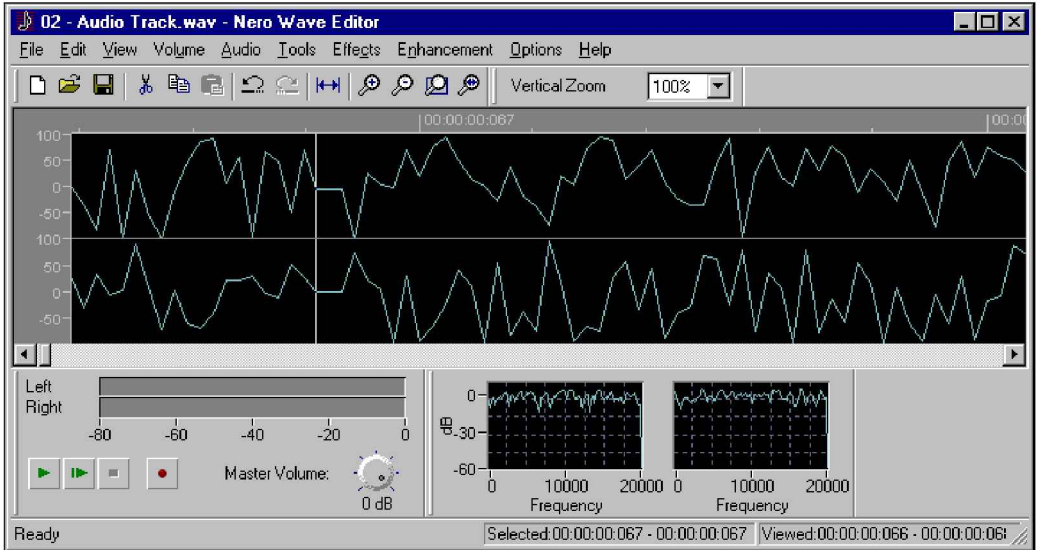 02 - Audio Track.wav - Nero Wave Editor
File Edit View Volume Audio Tools Effects Enhancement Options Help
Vertical Zoom 100%
00:00:00:067
100
50
0
-50
100
50
0
-50
Left
Right
-80 -60 -40 -20 0
Master Volume:
0 dB
0
dB
-30
-60
0 10000 20000 0 10000 20000
Frequency Frequency
Ready Selected:00:00:00:067 - 00:00:00:067 Viewed:00:00:00:066 - 00:00:00:06